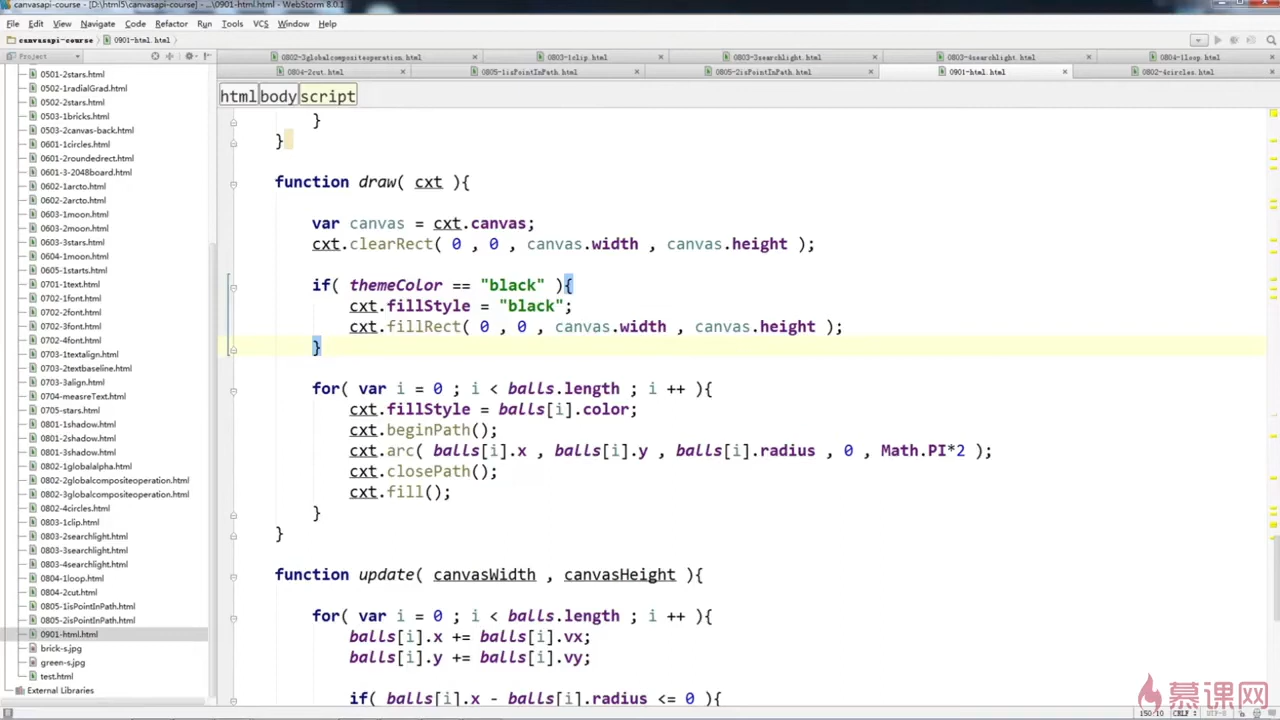 canvasapi-course - [D:\html5\canvasapi-course] - ...\0901-html.html - WebStorm 8.0.1
File Edit View Navigate Code Refactor Run Tools VCS Window Help
canvasapi-course 0901-html.html
Project
0802-3globalcompositeoperation.html 0803-1clip.html 0803-3searchlight.html 0803-4searchlight.html 0804-1loop.html
0804-2cut.html 0805-1isPointInPath.html 0805-2isPointInPath.html 0901-html.html 0802-4circles.html
html body script
0501-2stars.html
0502-1radialGrad.html
0502-2stars.html
0503-1bricks.html
0503-2canvas-back.html
0601-1circles.html
0601-2roundedrect.html
0601-3-2048board.html
0602-1arcto.html
0602-2arcto.html
0603-1moon.html
0603-2moon.html
0603-3stars.html
0604-1moon.html
0605-1starts.html
0701-1text.html
0702-1font.html
0702-2font.html
0702-3font.html
0702-4font.html
0703-1textalign.html
0703-2textbaseline.html
0703-3align.html
0704-measreText.html
0705-stars.html
0801-1shadow.html
0801-2shadow.html
0801-3shadow.html
0802-1globalalpha.html
0802-2globalcompositeoperation.html
0802-3globalcompositeoperation.html
0802-4circles.html
0803-1clip.html
0803-2searchlight.html
0803-3searchlight.html
0803-4searchlight.html
0804-1loop.html
0804-2cut.html
0805-1isPointInPath.html
0805-2isPointInPath.html
0901-html.html
brick-s.jpg
green-s.jpg
test.html
External Libraries
}
}
function draw( cxt ){
var canvas = cxt.canvas;
cxt.clearRect( 0 , 0 , canvas.width , canvas.height );
if( themeColor == "black" ){
cxt.fillStyle = "black";
cxt.fillRect( 0 , 0 , canvas.width , canvas.height );
}
for( var i = 0 ; i < balls.length ; i ++ ){
cxt.fillStyle = balls[i].color;
cxt.beginPath();
cxt.arc( balls[i].x , balls[i].y , balls[i].radius , 0 , Math.PI*2 );
cxt.closePath();
cxt.fill();
}
}
function update( canvasWidth , canvasHeight ){
for( var i = 0 ; i < balls.length ; i ++ ){
balls[i].x += balls[i].vx;
balls[i].y += balls[i].vy;
if( balls[i].x - balls[i].radius <= 0 ){
慕课网
150:10 CRLF UTF-8